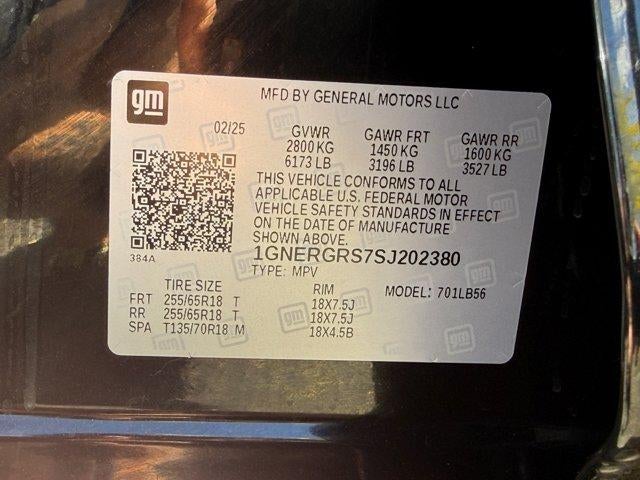 gm
MFD BY GENERAL MOTORS LLC
02/25 GVWR GAWR FRT GAWR RR
2800 KG 1450 KG 1600 KG
6173 LB 3196 LB 3527 LB
THIS VEHICLE CONFORMS TO ALL
APPLICABLE U.S. FEDERAL MOTOR
VEHICLE SAFETY STANDARDS IN EFFECT
ON THE DATE OF MANUFACTURE
SHOWN ABOVE.
384A
1GNERGRS7SJ202380
TYPE: MPV
TIRE SIZE RIM MODEL: 701LB56
FRT 255/65R18 T 18X7.5J
RR 255/65R18 T 18X7.5J
SPA T135/70R18 M 18X4.5B